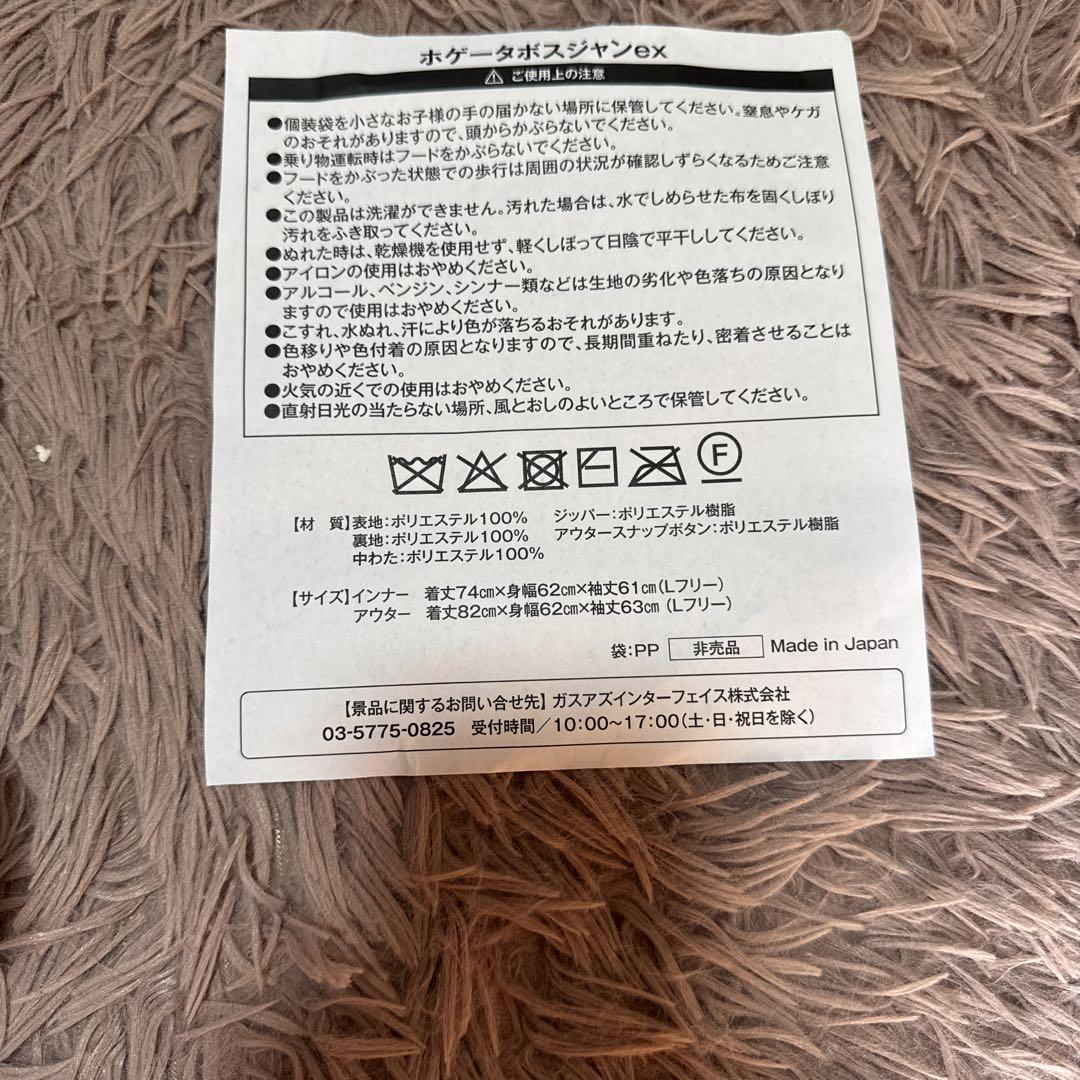 ホゲータボスジャンex
⚠ ご使用上の注意
●個装袋を小さなお子様の手の届かない場所に保管してください。窒息やケガ
のおそれがありますので、頭からかぶらないでください。
●乗り物運転時はフードをかぶらないでください。
●フードをかぶった状態での歩行は周囲の状況が確認しずらくなるためご注意
ください。
●この製品は洗濯ができません。汚れた場合は、水でしめらせた布を固くしぼり
汚れをふき取ってください。
●ぬれた時は、乾燥機を使用せず、軽くしぼって日陰で平干ししてください。
●アイロンの使用はおやめください。
●アルコール、ベンジン、シンナー類などは生地の劣化や色落ちの原因となり
ますので使用はおやめください。
●こすれ、水ぬれ、汗により色が落ちるおそれがあります。
●色移りや色付着の原因となりますので、長期間重ねたり、密着させることは
おやめください。
●火気の近くでの使用はおやめください。
●直射日光の当たらない場所、風とおしのよいところで保管してください。
F
【材 質】表地:ポリエステル100% ジッパー:ポリエステル樹脂
裏地:ポリエステル100% アウタースナップボタン:ポリエステル樹脂
中わた:ポリエステル100%
【サイズ】インナー 着丈74㎝×身幅62㎝×袖丈61㎝(Lフリー)
アウター 着丈82㎝×身幅62㎝×袖丈63㎝(Lフリー)
袋:PP 非売品 Made in Japan
【景品に関するお問い合せ先】ガスアズインターフェイス株式会社
03-5775-0825 受付時間/10:00〜17:00(土・日・祝日を除く)